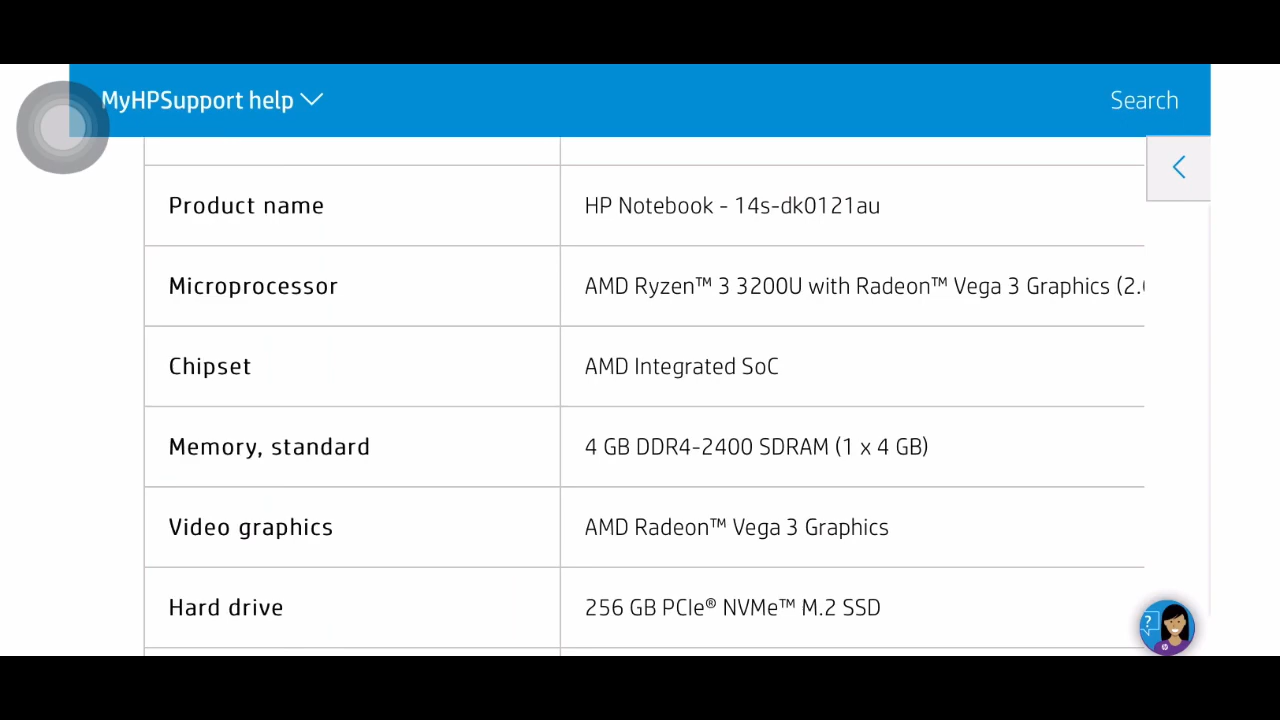 MyHPSupport help
Search
Product name
HP Notebook - 14s-dk0121au
Microprocessor
AMD Ryzen™ 3 3200U with Radeon™ Vega 3 Graphics (2.
Chipset
AMD Integrated SoC
Memory, standard
4 GB DDR4-2400 SDRAM (1 x 4 GB)
Video graphics
AMD Radeon™ Vega 3 Graphics
Hard drive
256 GB PCIe® NVMe™ M.2 SSD
?